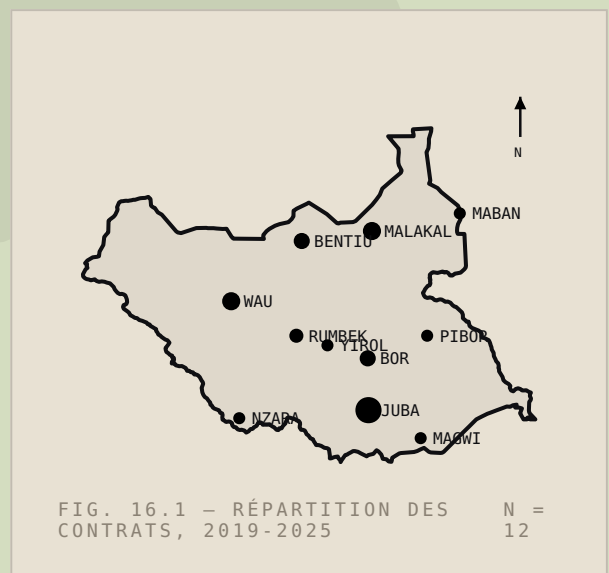 N
MABAN
MALAKAL
BENTIU
WAU
RUMBEK
PIBOR
YIROL
BOR
JUBA
NZARA
MAGWI
FIG. 16.1 — RÉPARTITION DES
CONTRATS, 2019-2025
N =
12